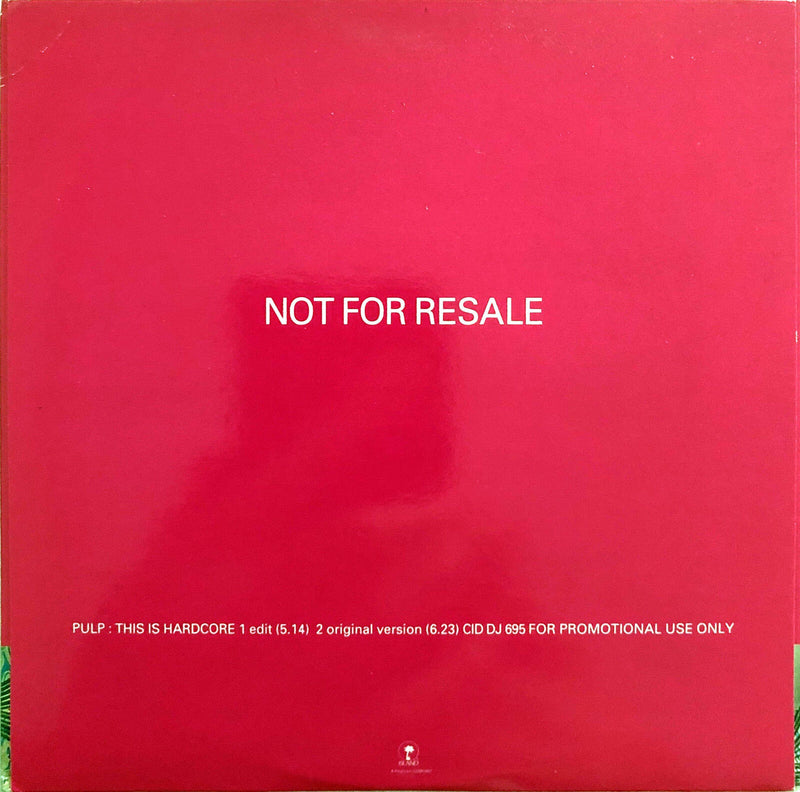 NOT FOR RESALE
PULP : THIS IS HARDCORE 1 edit (5.14) 2 original version (6.23) CID DJ 695 FOR PROMOTIONAL USE ONLY
ISLAND